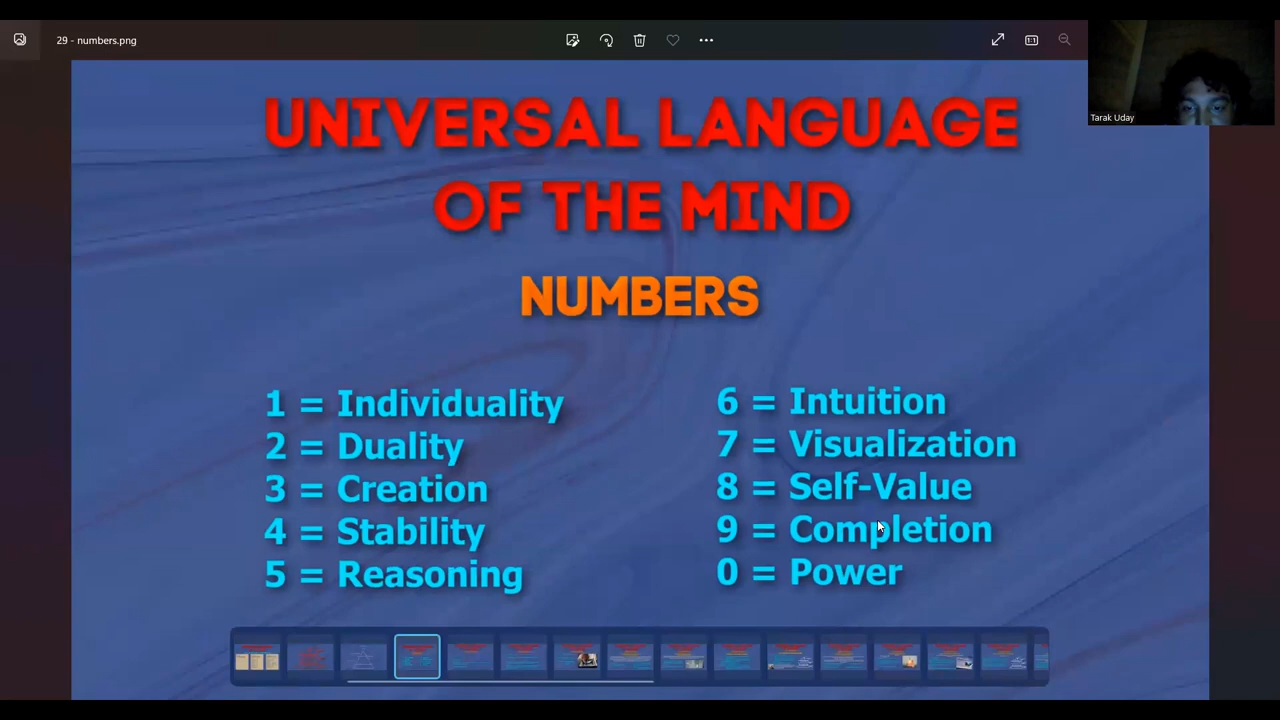 29 - numbers.png
Tarak Uday
UNIVERSAL LANGUAGE
OF THE MIND
NUMBERS
1 = Individuality
2 = Duality
3 = Creation
4 = Stability
5 = Reasoning
6 = Intuition
7 = Visualization
8 = Self-Value
9 = Completion
0 = Power